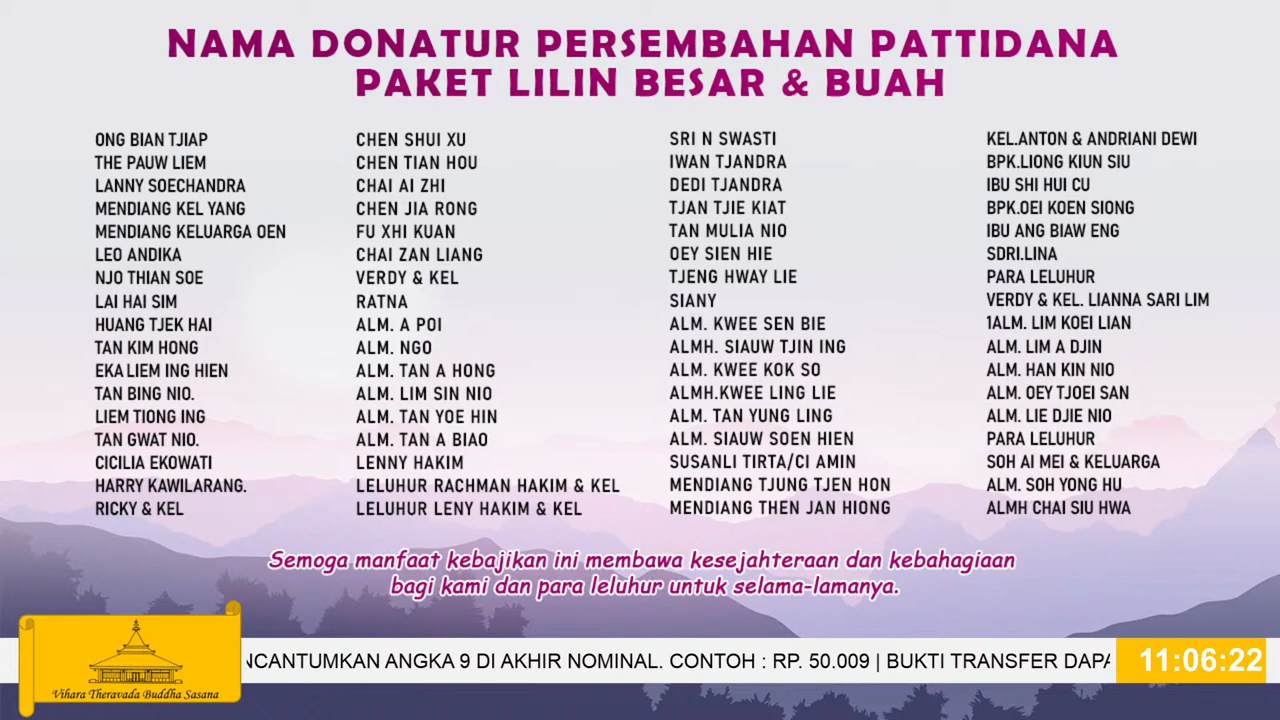 NAMA DONATUR PERSEMBAHAN PATTIDANA
PAKET LILIN BESAR & BUAH
ONG BIAN TJIAP
THE PAUW LIEM
LANNY SOECHANDRA
MENDIANG KEL YANG
MENDIANG KELUARGA OEN
LEO ANDIKA
NJO THIAN SOE
LAI HAI SIM
HUANG TJEK HAI
TAN KIM HONG
EKA LIEM ING HIEN
TAN BING NIO.
LIEM TIONG ING
TAN GWAT NIO.
CICILIA EKOWATI
HARRY KAWILARANG.
RICKY & KEL
CHEN SHUI XU
CHEN TIAN HOU
CHAI AI ZHI
CHEN JIA RONG
FU XHI KUAN
CHAI ZAN LIANG
VERDY & KEL
RATNA
ALM. A POI
ALM. NGO
ALM. TAN A HONG
ALM. LIM SIN NIO
ALM. TAN YOE HIN
ALM. TAN A BIAO
LENNY HAKIM
LELUHUR RACHMAN HAKIM & KEL
LELUHUR LENY HAKIM & KEL
SRI N SWASTI
IWAN TJANDRA
DEDI TJANDRA
TJAN TJIE KIAT
TAN MULIA NIO
OEY SIEN HIE
TJENG HWAY LIE
SIANY
ALM. KWEE SEN BIE
ALMH. SIAUW TJIN ING
ALM. KWEE KOK SO
ALMH.KWEE LING LIE
ALM. TAN YUNG LING
ALM. SIAUW SOEN HIEN
SUSANLI TIRTA/CI AMIN
MENDIANG TJUNG TJEN HON
MENDIANG THEN JAN HIONG
KEL.ANTON & ANDRIANI DEWI
BPK.LIONG KIUN SIU
IBU SHI HUI CU
BPK.OEI KOEN SIONG
IBU ANG BIAW ENG
SDRI.LINA
PARA LELUHUR
VERDY & KEL. LIANNA SARI LIM
1ALM. LIM KOEI LIAN
ALM. LIM A DJIN
ALM. HAN KIN NIO
ALM. OEY TJOEI SAN
ALM. LIE DJIE NIO
PARA LELUHUR
SOH AI MEI & KELUARGA
ALM. SOH YONG HU
ALMH CHAI SIU HWA
Semoga manfaat kebajikan ini membawa kesejahteraan dan kebahagiaan
bagi kami dan para leluhur untuk selama-lamanya.
Vihara Theravada Buddha Sasana
NCANTUMKAN ANGKA 9 DI AKHIR NOMINAL. CONTOH : RP. 50.009 | BUKTI TRANSFER DAPA
11:06:22